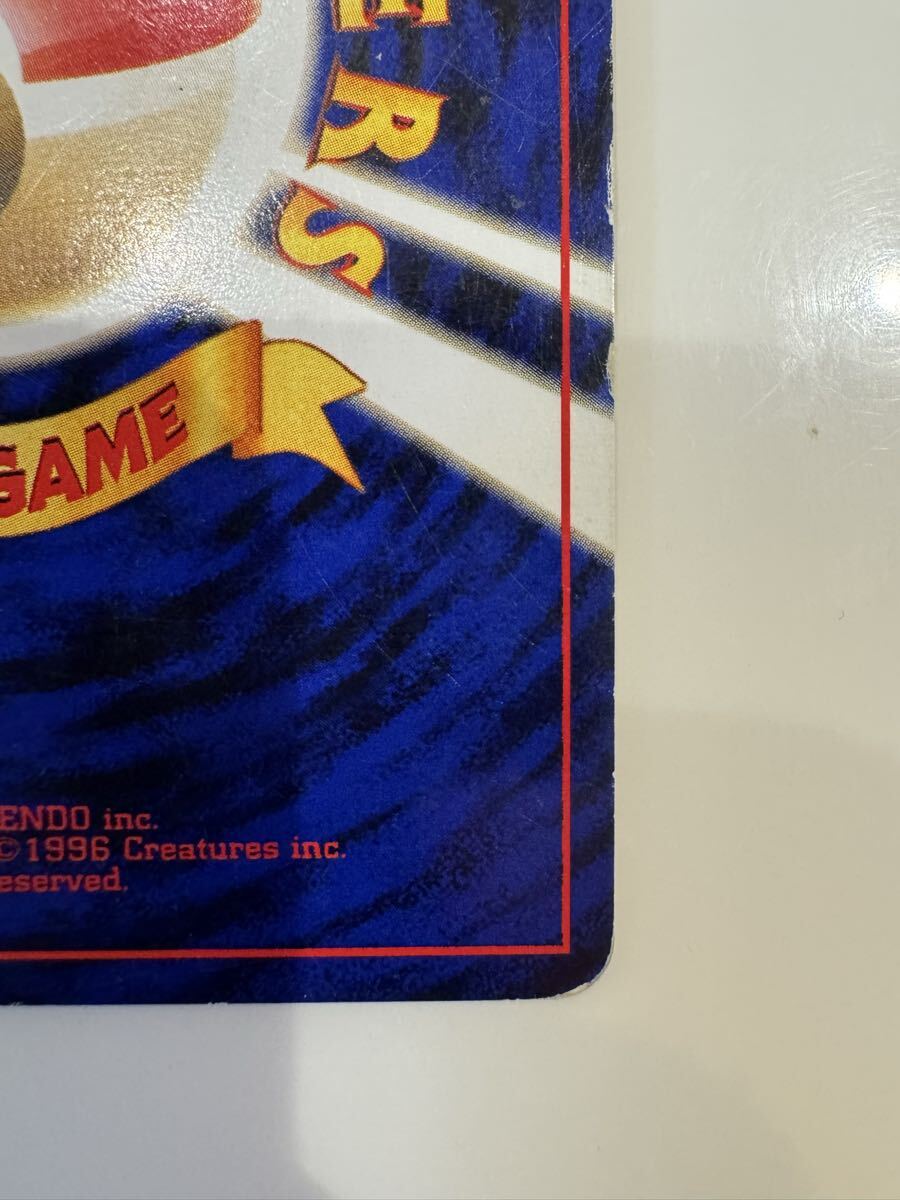 ERS
GAME
ENDO inc.
©1996 Creatures inc.
eserved.